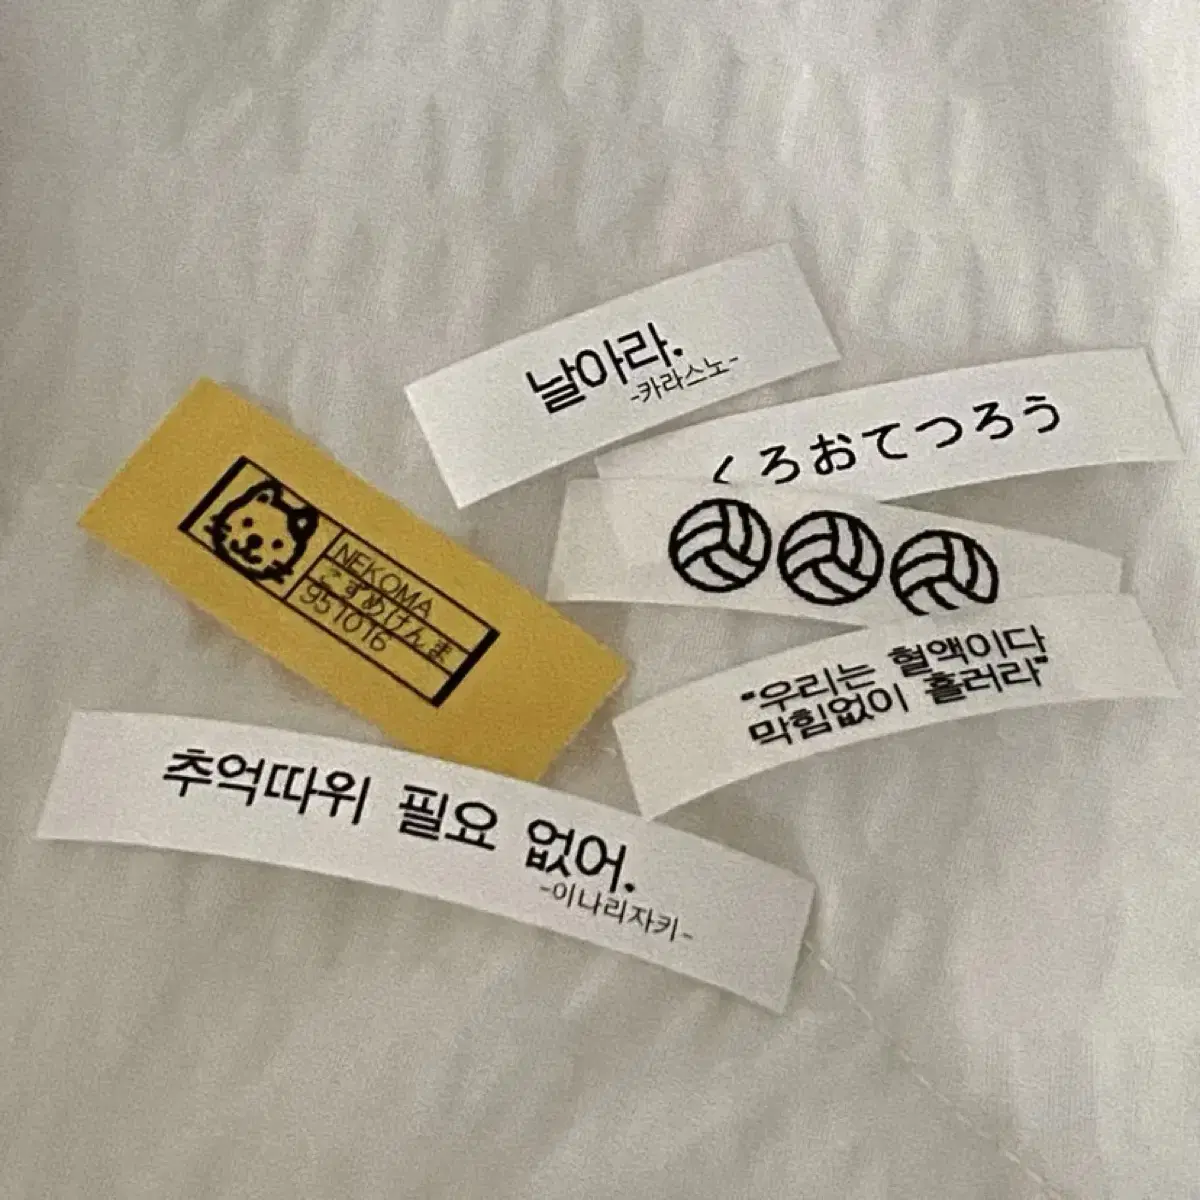 날아라.
-카라스노-
くろおてつろう
NEKOMA
こずめけんま
951016
"우리는 혈액이다
막힘없이 흘러라"
추억따위 필요 없어.
-이나리자키-